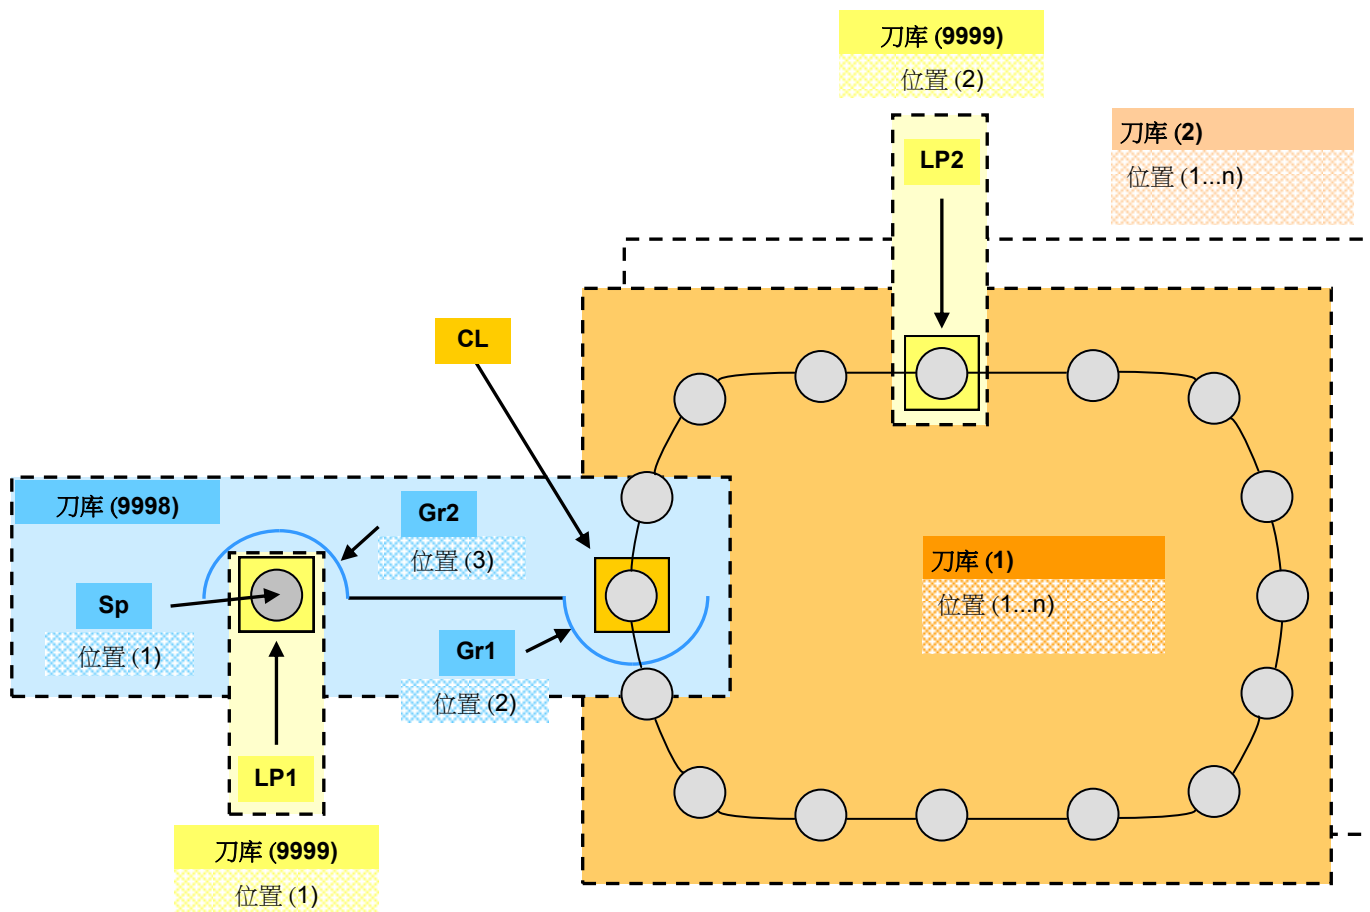 刀库 (9999)
位置 (2)
LP2
刀库 (2)
位置 (1...n)
CL
刀库 (9998)
Gr2
位置 (3)
Sp
位置 (1)
Gr1
位置 (2)
刀库 (1)
位置 (1...n)
LP1
刀库 (9999)
位置 (1)